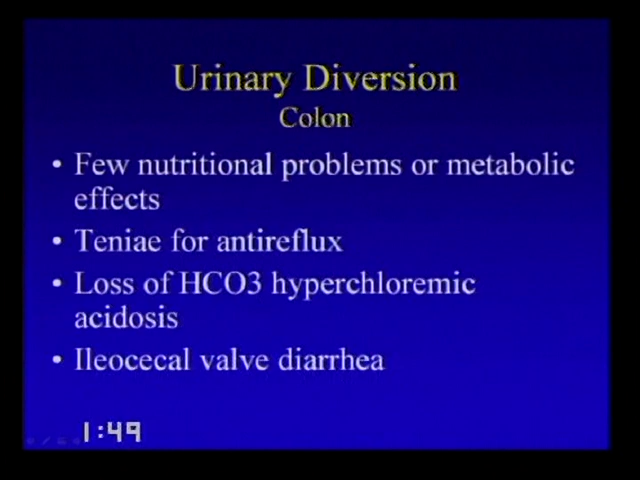 Urinary Diversion
Colon
• Few nutritional problems or metabolic
effects
• Teniae for antireflux
• Loss of HCO3 hyperchloremic
acidosis
• Ileocecal valve diarrhea
1:49